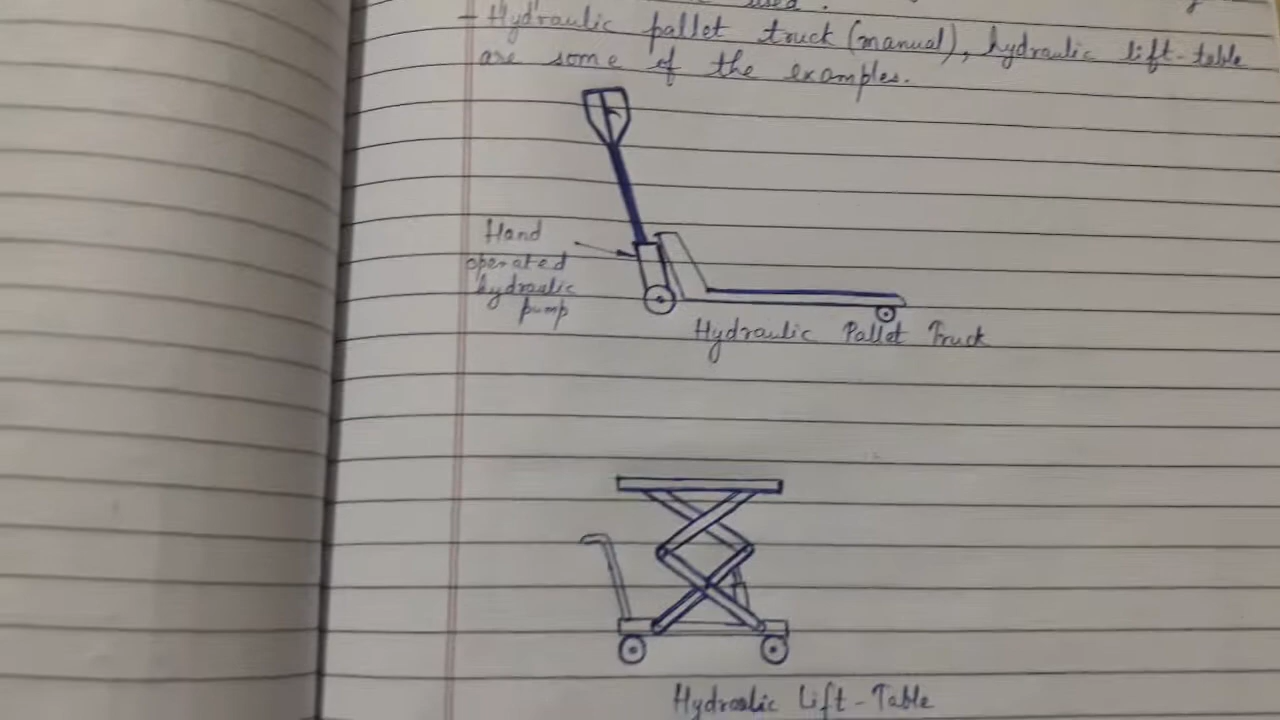 used.
- Hydraulic pallet truck (manual), hydraulic lift-table
are some of the examples.
Hand
operated
hydraulic
pump
Hydraulic Pallet Truck
Hydraulic Lift-Table